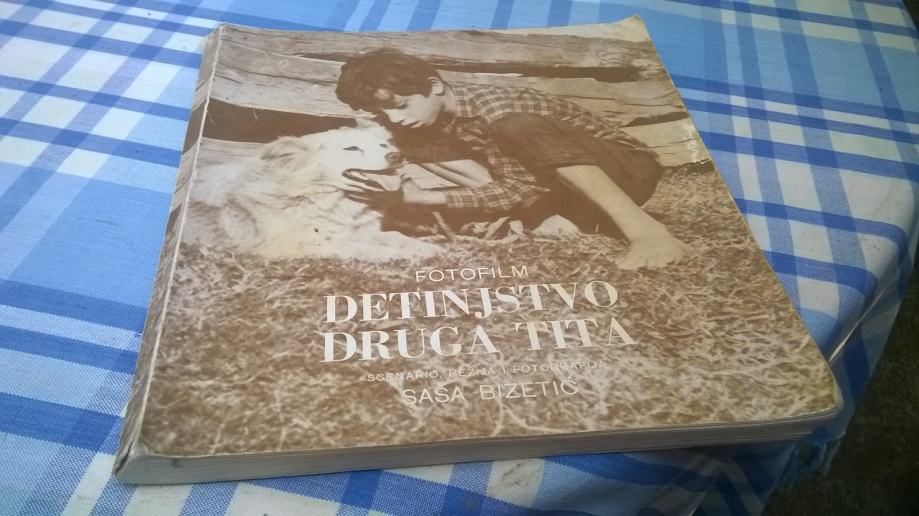 FOTOFILM
DETINJSTVO
DRUGA TITA
SCENARIO, REŽIJA I FOTOGRAFIJA
SAŠA BIZETIĆ